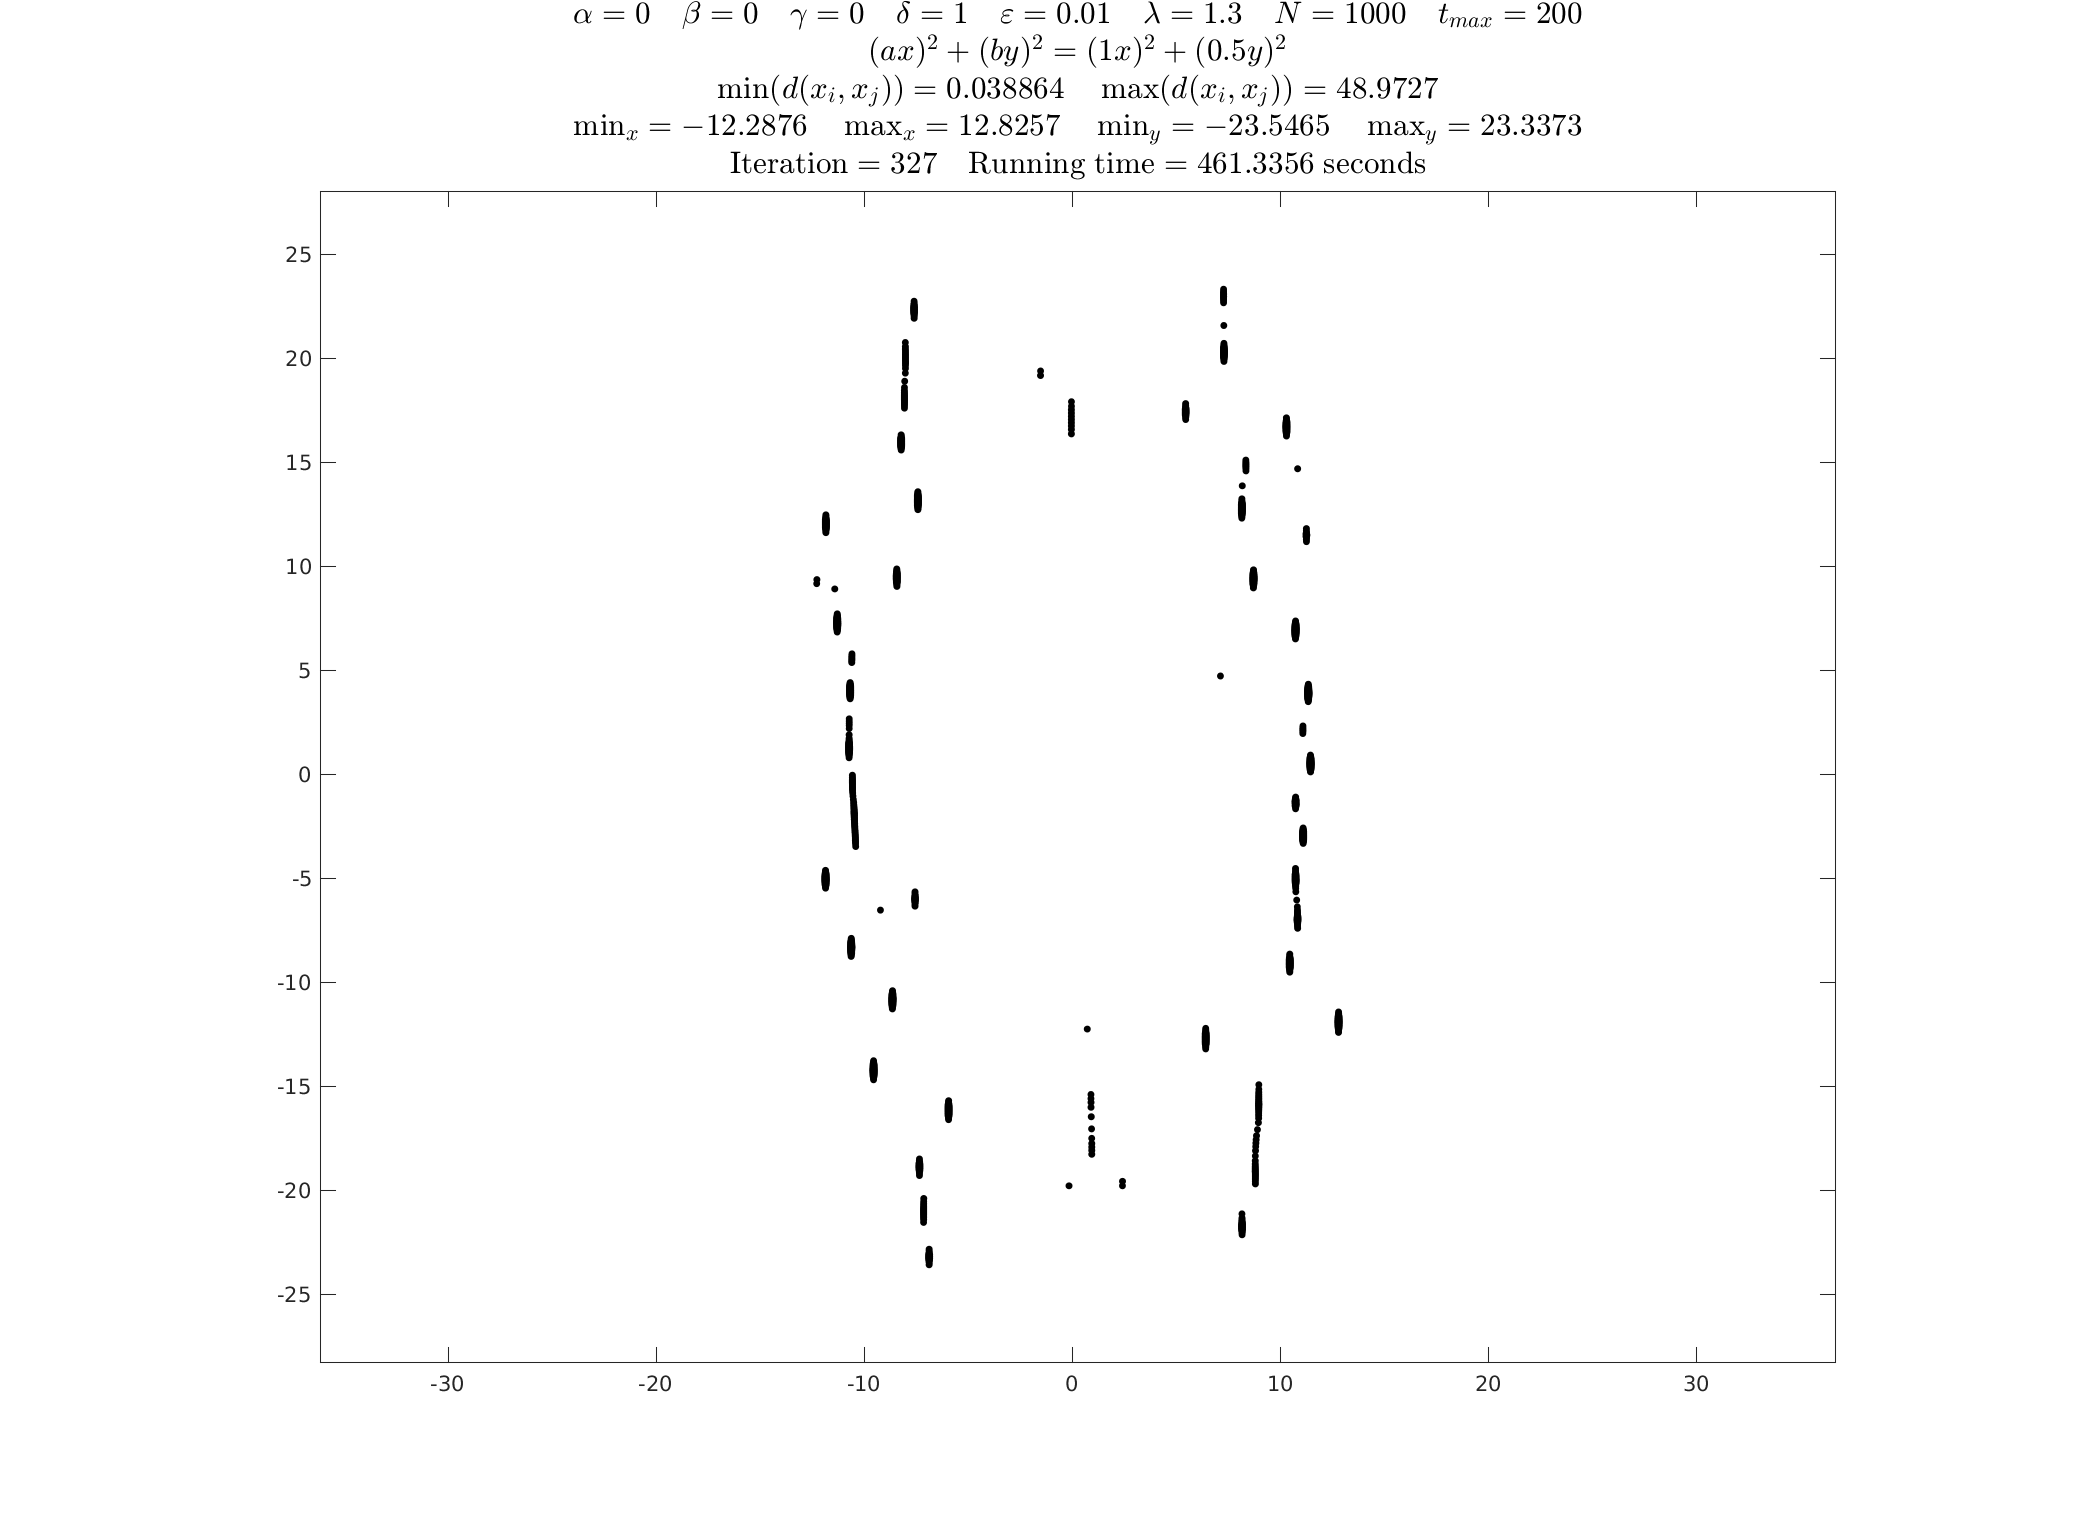 α = 0 β = 0 γ = 0 δ = 1 ε = 0.01 λ = 1.3 N = 1000 t_max = 200
(ax)² + (by)² = (1x)² + (0.5y)²
min(d(x_i, x_j)) = 0.038864 max(d(x_i, x_j)) = 48.9727
min_x = −12.2876 max_x = 12.8257 min_y = −23.5465 max_y = 23.3373
Iteration = 327 Running time = 461.3356 seconds
25
20
15
10
5
0
-5
-10
-15
-20
-25
-30 -20 -10 0 10 20 30